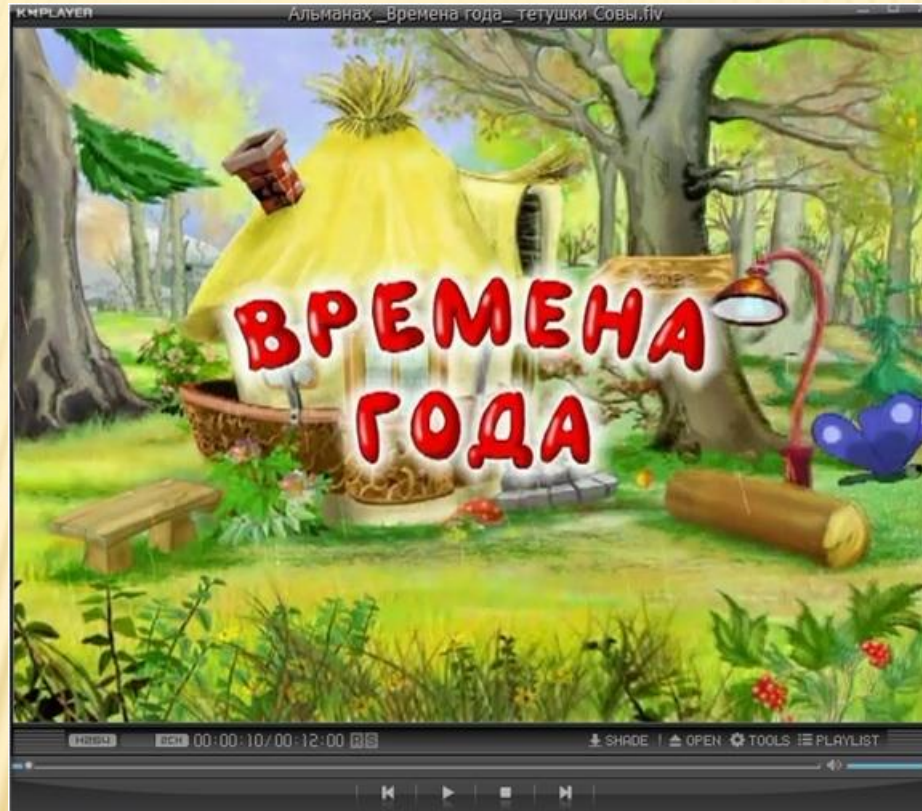 KMPLAYER
Альманах _Времена года_ тетушки Совы.flv
ВРЕМЕНА
ГОДА
H264 2CH 00:00:10/00:12:00 R S SHADE ! OPEN TOOLS PLAYLIST